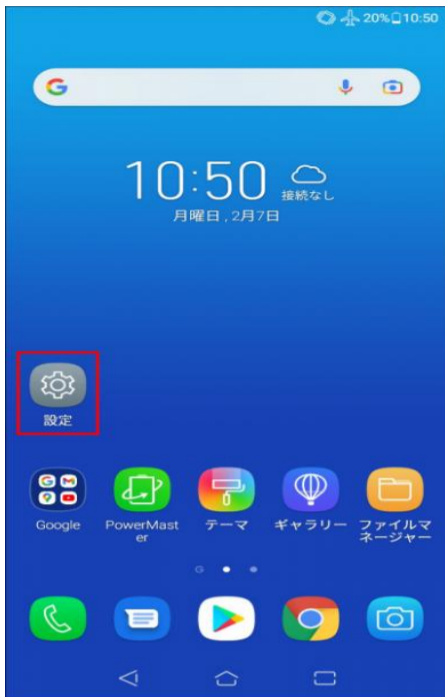 20% 10:50
10:50
接続なし
月曜日 , 2月7日
設定
Google
PowerMast
er
テーマ
ギャラリー
ファイルマ
ネージャー
G